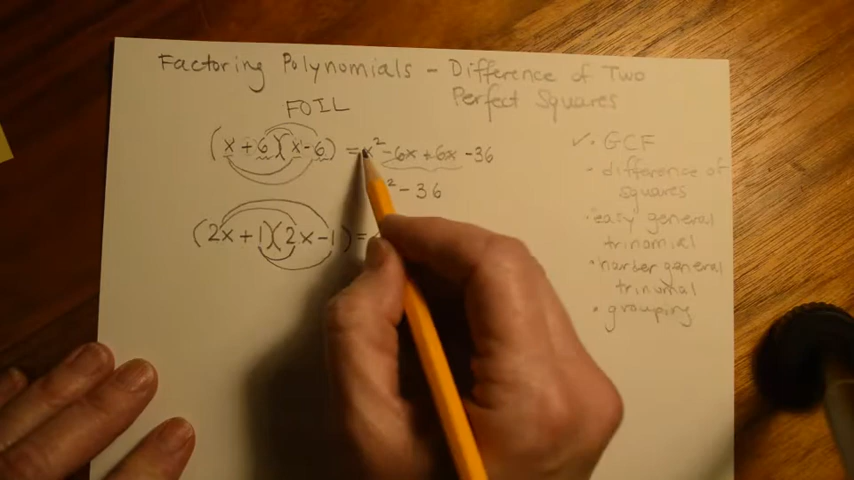 Factoring Polynomials - Difference of Two
Perfect Squares
FOIL
(x + 6)(x - 6) = x² - 6x + 6x - 36
² - 36
(2x + 1)(2x - 1) =
✓ • GCF
• difference of
squares
• easy general
trinomial
• harder general
trinomial
• grouping